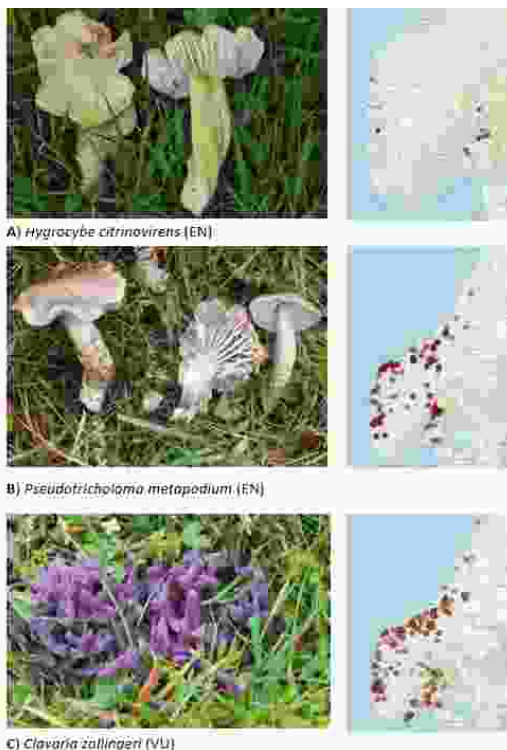 A) Hygrocybe citrinovirens (EN)
B) Pseudotricholoma metapodium (EN)
C) Clavaria zollingeri (VU)